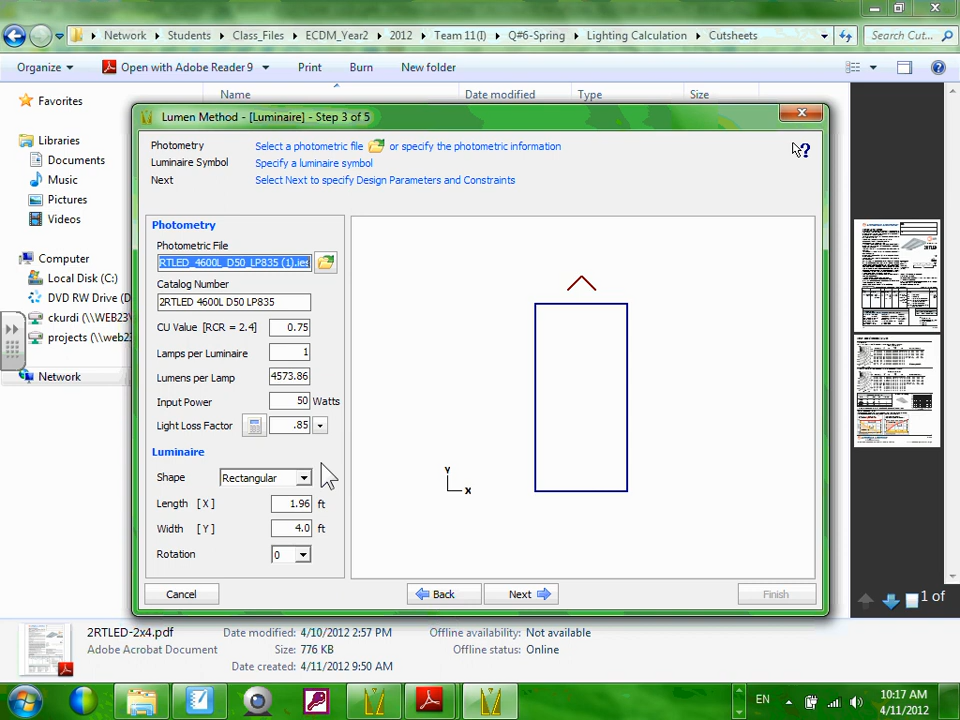 Network Students Class_Files ECDM_Year2 2012 Team 11(I) Q#6-Spring Lighting Calculation Cutsheets Search Cut...
Organize Open with Adobe Reader 9 Print Burn New folder
Favorites
Libraries
Documents
Music
Pictures
Videos
Computer
Local Disk (C:)
DVD RW Drive (D
ckurdi (\\WEB23\
projects (\\web2
Network
Name Date modified Type Size
Lumen Method - [Luminaire] - Step 3 of 5
Photometry Select a photometric file or specify the photometric information
Luminaire Symbol Specify a luminaire symbol
Next Select Next to specify Design Parameters and Constraints
Photometry
Photometric File
RTLED_4600L_D50_LP835 (1).ies
Catalog Number
2RTLED 4600L D50 LP835
CU Value [RCR = 2.4] 0.75
Lamps per Luminaire 1
Lumens per Lamp 4573.86
Input Power 50 Watts
Light Loss Factor .85
Luminaire
Shape Rectangular
Length [X] 1.96 ft
Width [Y] 4.0 ft
Rotation 0
Y
X
Cancel Back Next Finish
1 of
2RTLED-2x4.pdf Date modified: 4/10/2012 2:57 PM Offline availability: Not available
Adobe Acrobat Document Size: 776 KB Offline status: Online
Date created: 4/11/2012 9:50 AM
EN 10:17 AM
4/11/2012